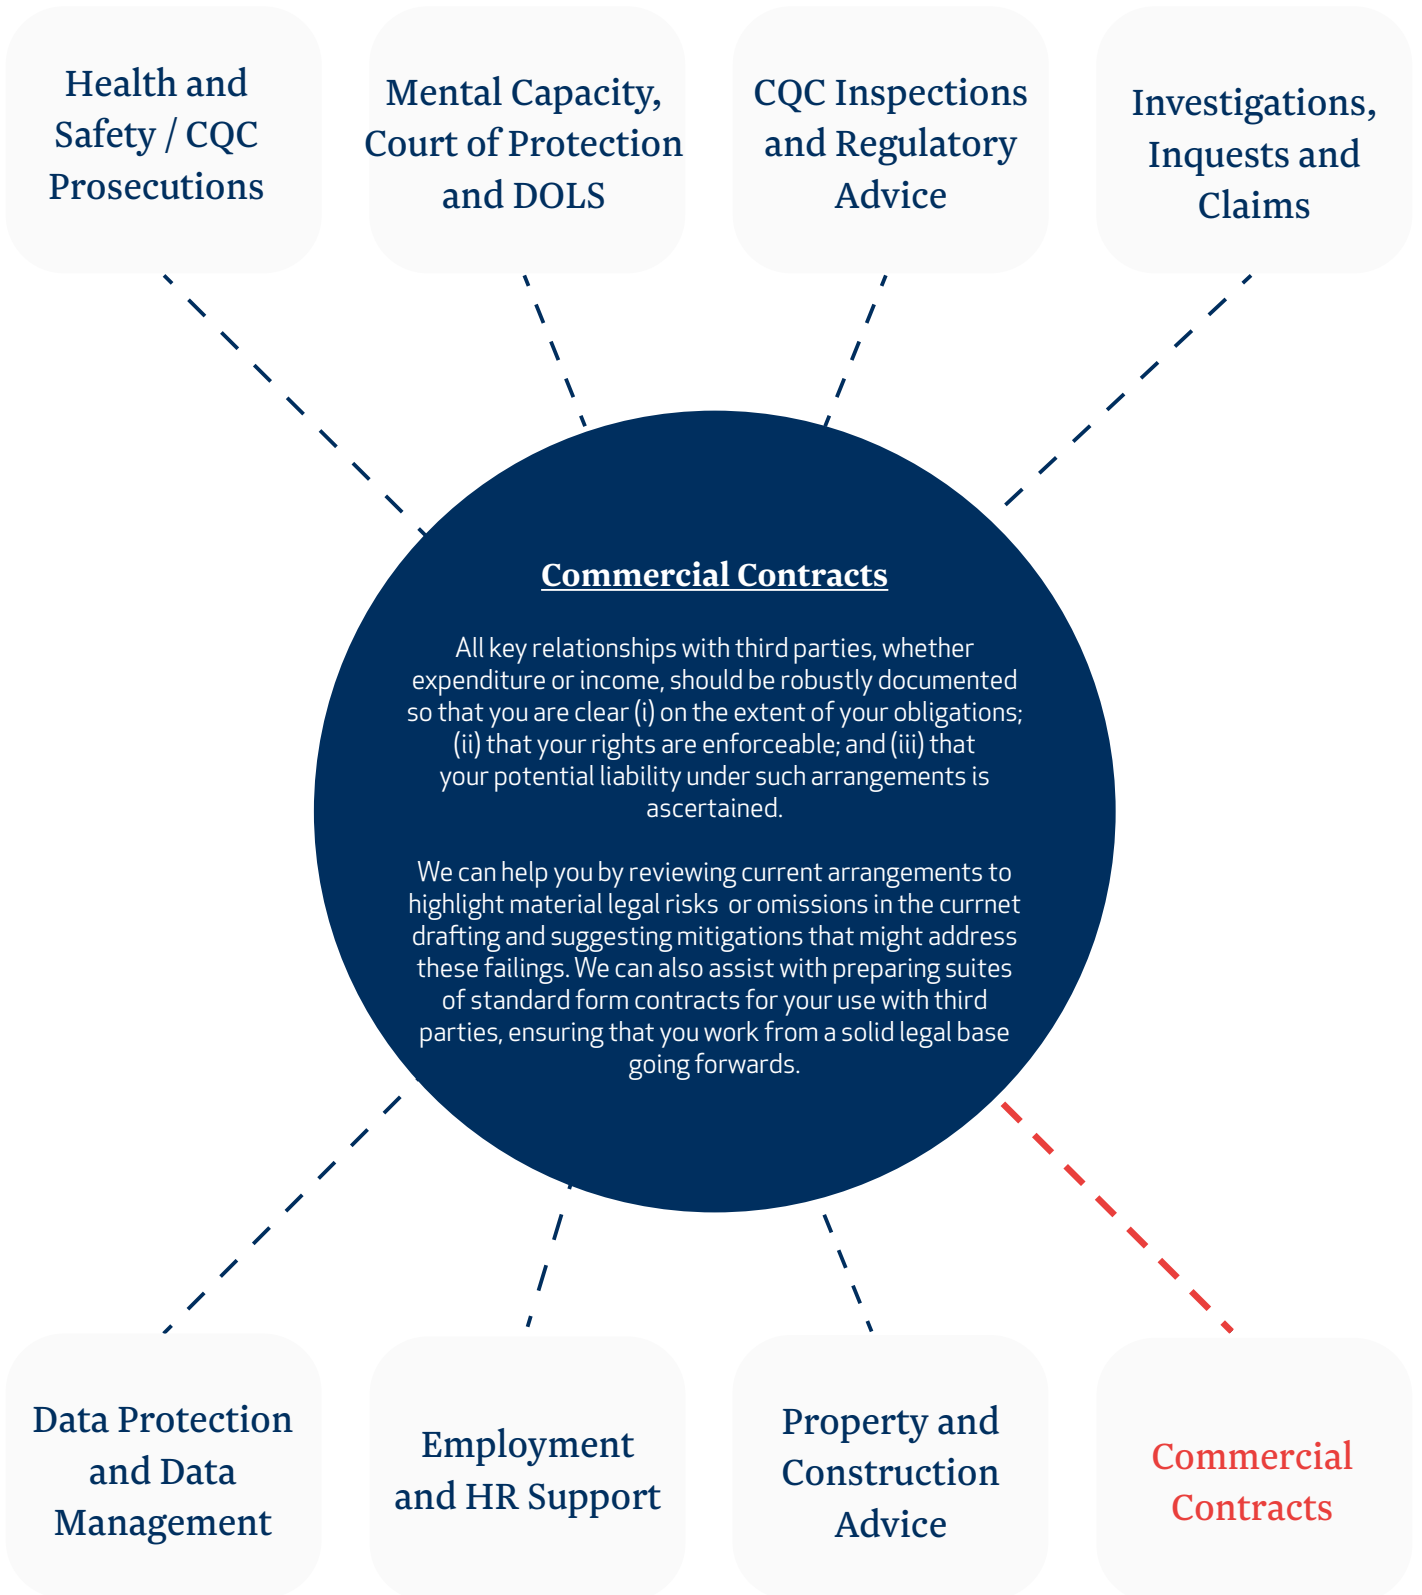 Health and
Safety / CQC
Prosecutions
Mental Capacity,
Court of Protection
and DOLS
CQC Inspections
and Regulatory
Advice
Investigations,
Inquests and
Claims
Commercial Contracts
All key relationships with third parties, whether
expenditure or income, should be robustly documented
so that you are clear (i) on the extent of your obligations;
(ii) that your rights are enforceable; and (iii) that
your potential liability under such arrangements is
ascertained.
We can help you by reviewing current arrangements to
highlight material legal risks  or omissions in the currnet
drafting and suggesting mitigations that might address
these failings. We can also assist with preparing suites
of standard form contracts for your use with third
parties, ensuring that you work from a solid legal base
going forwards.
Data Protection
and Data
Management
Employment
and HR Support
Property and
Construction
Advice
Commercial
Contracts